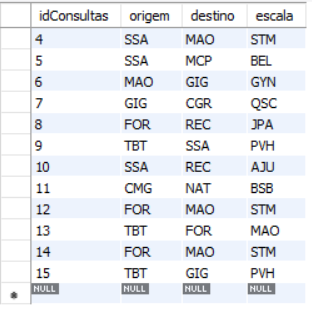 idConsultas origem destino escala
4 SSA MAO STM
5 SSA MCP BEL
6 MAO GIG GYN
7 GIG CGR QSC
8 FOR REC JPA
9 TBT SSA PVH
10 SSA REC AJU
11 CMG NAT BSB
12 FOR MAO STM
13 TBT FOR MAO
14 FOR MAO STM
15 TBT GIG PVH
NULL NULL NULL NULL